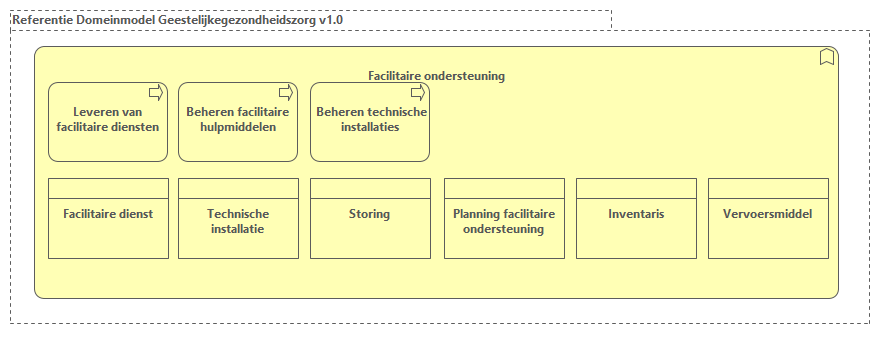 Referentie Domeinmodel Geestelijkegezondheidszorg v1.0
Facilitaire ondersteuning
Leveren van
facilitaire diensten
Beheren facilitaire
hulpmiddelen
Beheren technische
installaties
Facilitaire dienst
Technische
installatie
Storing
Planning facilitaire
ondersteuning
Inventaris
Vervoersmiddel